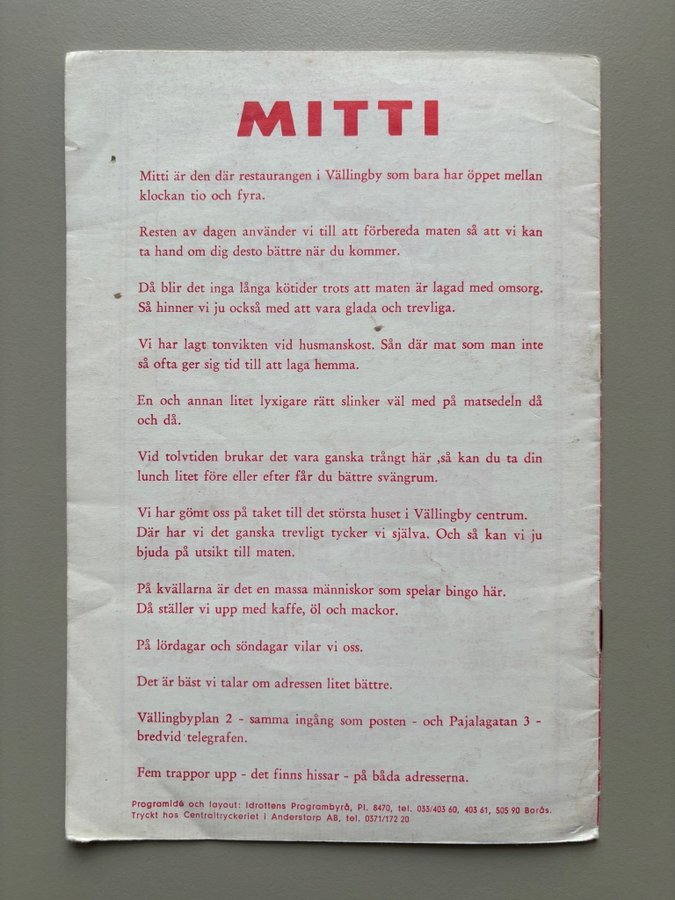 MITTI
Mitti är den där restaurangen i Vällingby som bara har öppet mellan
klockan tio och fyra.
Resten av dagen använder vi till att förbereda maten så att vi kan
ta hand om dig desto bättre när du kommer.
Då blir det inga långa kötider trots att maten är lagad med omsorg.
Så hinner vi ju också med att vara glada och trevliga.
Vi har lagt tonvikten vid husmanskost. Sån där mat som man inte
så ofta ger sig tid till att laga hemma.
En och annan litet lyxigare rätt slinker väl med på matsedeln då
och då.
Vid tolvtiden brukar det vara ganska trångt här ,så kan du ta din
lunch litet före eller efter får du bättre svängrum.
Vi har gömt oss på taket till det största huset i Vällingby centrum.
Där har vi det ganska trevligt tycker vi själva. Och så kan vi ju
bjuda på utsikt till maten.
På kvällarna är det en massa människor som spelar bingo här.
Då ställer vi upp med kaffe, öl och mackor.
På lördagar och söndagar vilar vi oss.
Det är bäst vi talar om adressen litet bättre.
Vällingbyplan 2 - samma ingång som posten - och Pajalagatan 3 -
bredvid telegrafen.
Fem trappor upp - det finns hissar - på båda adresserna.
Programidé och layout: Idrottens Programbyrå, Pl. 8470, tel. 033/403 60, 403 61, 505 90 Borås.
Tryckt hos Centraltryckeriet i Anderstorp AB, tel. 0371/172 20